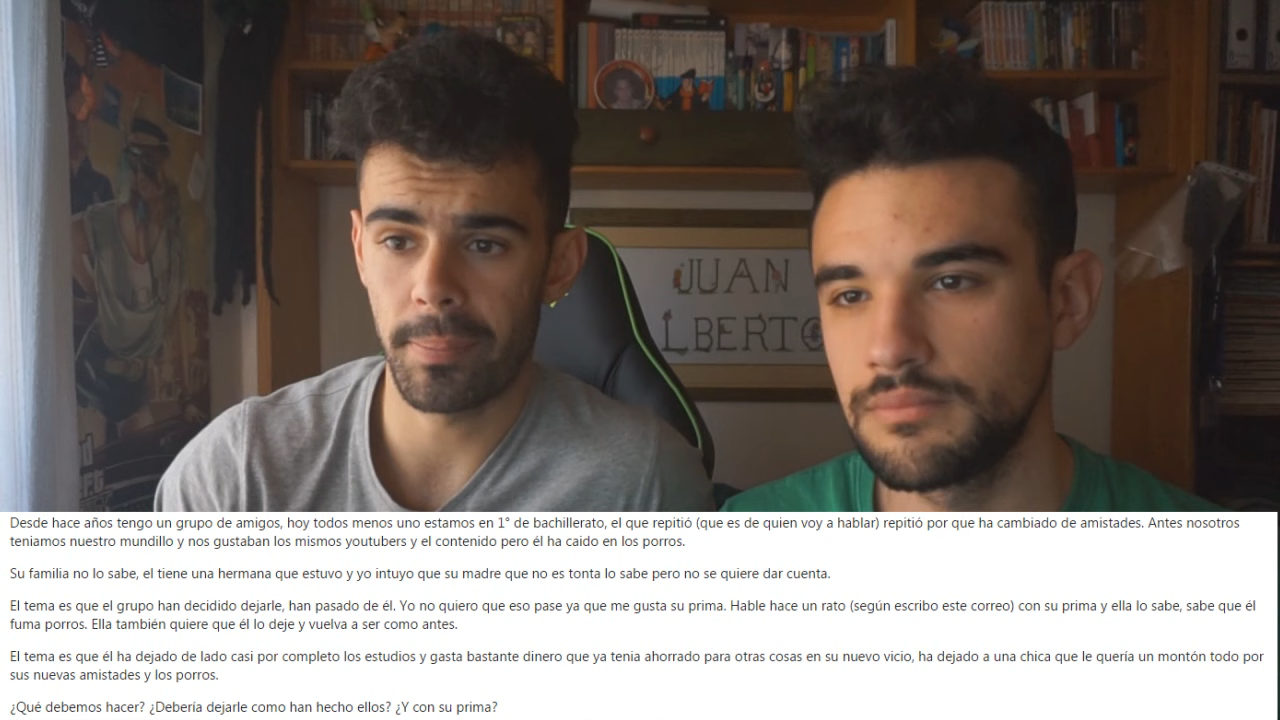 JUAN
LBERTO
Desde hace años tengo un grupo de amigos, hoy todos menos uno estamos en 1° de bachillerato, el que repitió (que es de quien voy a hablar) repitió por que ha cambiado de amistades. Antes nosotros
teniamos nuestro mundillo y nos gustaban los mismos youtubers y el contenido pero él ha caido en los porros.
Su familia no lo sabe, el tiene una hermana que estuvo y yo intuyo que su madre que no es tonta lo sabe pero no se quiere dar cuenta.
El tema es que el grupo han decidido dejarle, han pasado de él. Yo no quiero que eso pase ya que me gusta su prima. Hable hace un rato (según escribo este correo) con su prima y ella lo sabe, sabe que él
fuma porros. Ella también quiere que él lo deje y vuelva a ser como antes.
El tema es que él ha dejado de lado casi por completo los estudios y gasta bastante dinero que ya tenia ahorrado para otras cosas en su nuevo vicio, ha dejado a una chica que le quería un montón todo por
sus nuevas amistades y los porros.
¿Qué debemos hacer? ¿Debería dejarle como han hecho ellos? ¿Y con su prima?